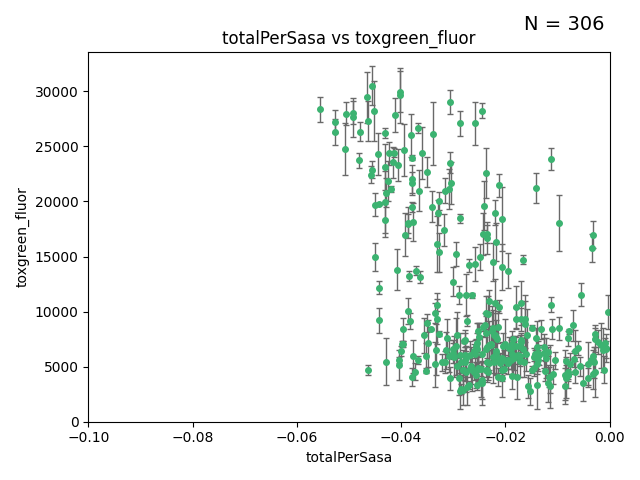 N = 306
totalPerSasa vs toxgreen_fluor
toxgreen_fluor
30000
25000
20000
15000
10000
5000
0
−0.10 −0.08 −0.06 −0.04 −0.02 0.00
totalPerSasa